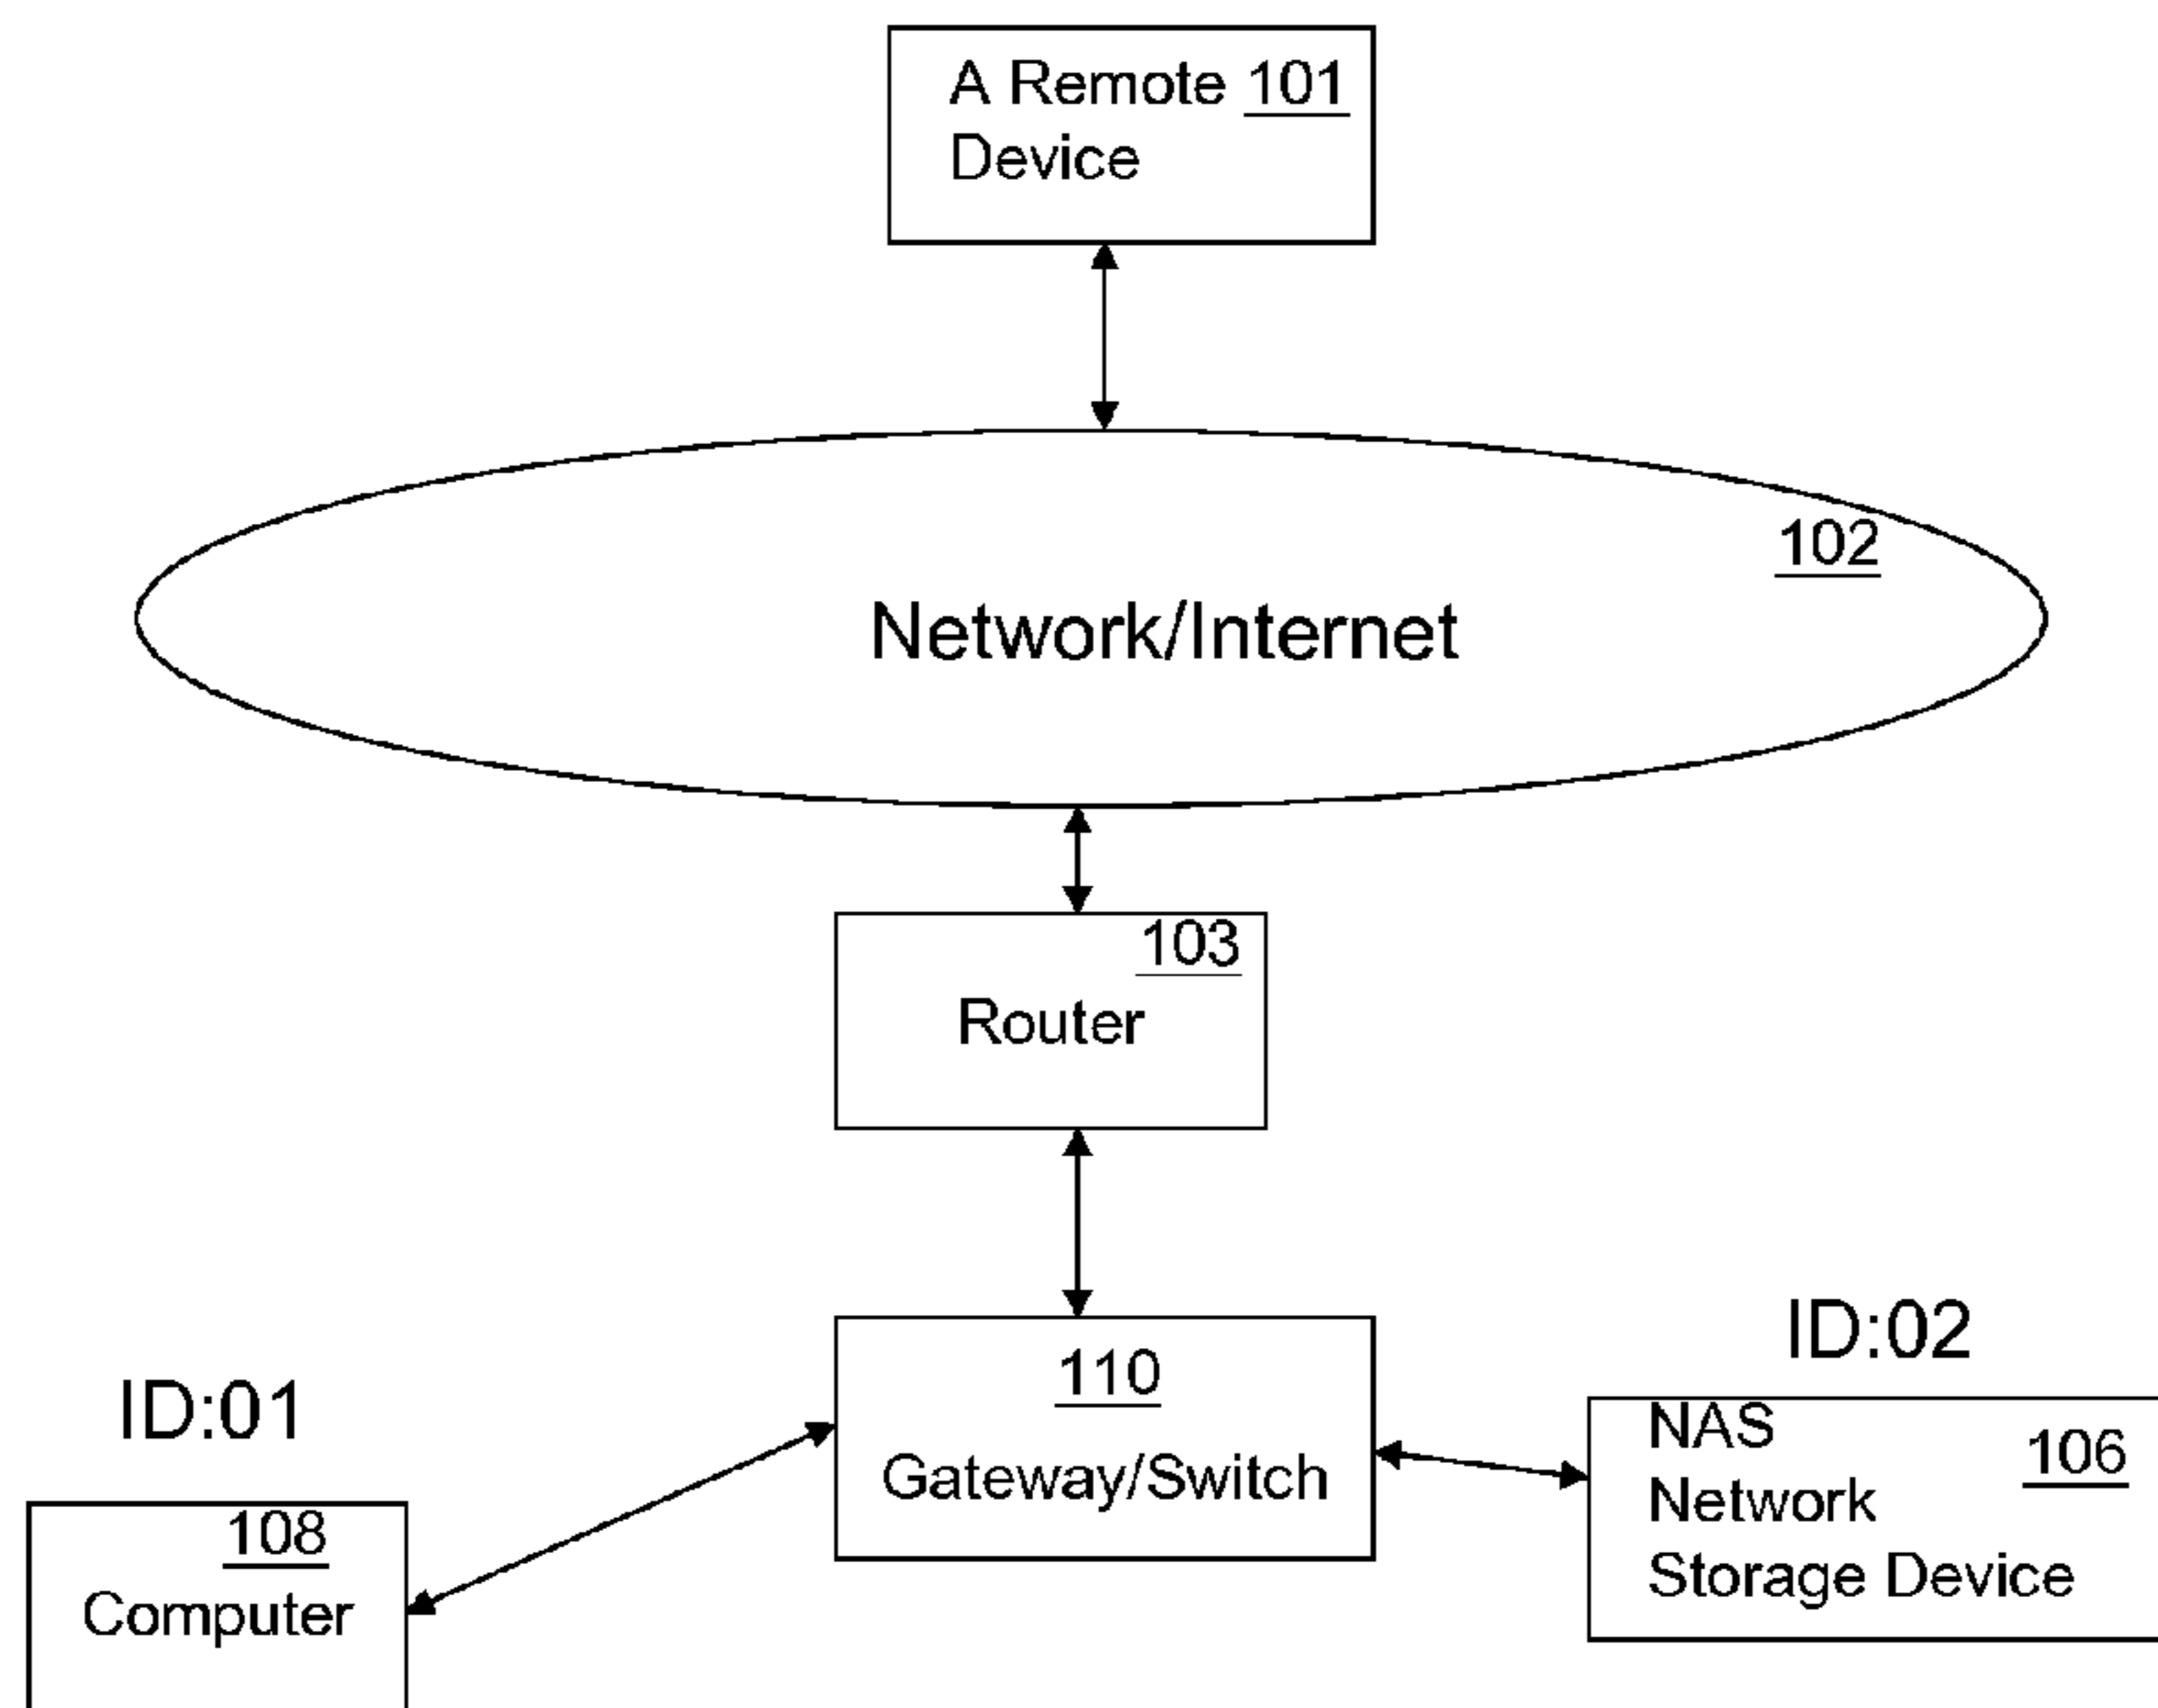 A Remote 101
Device
102
Network/Internet
103
Router
ID:02
110
Gateway/Switch
ID:01
NAS
106
Network
Storage Device
108
Computer